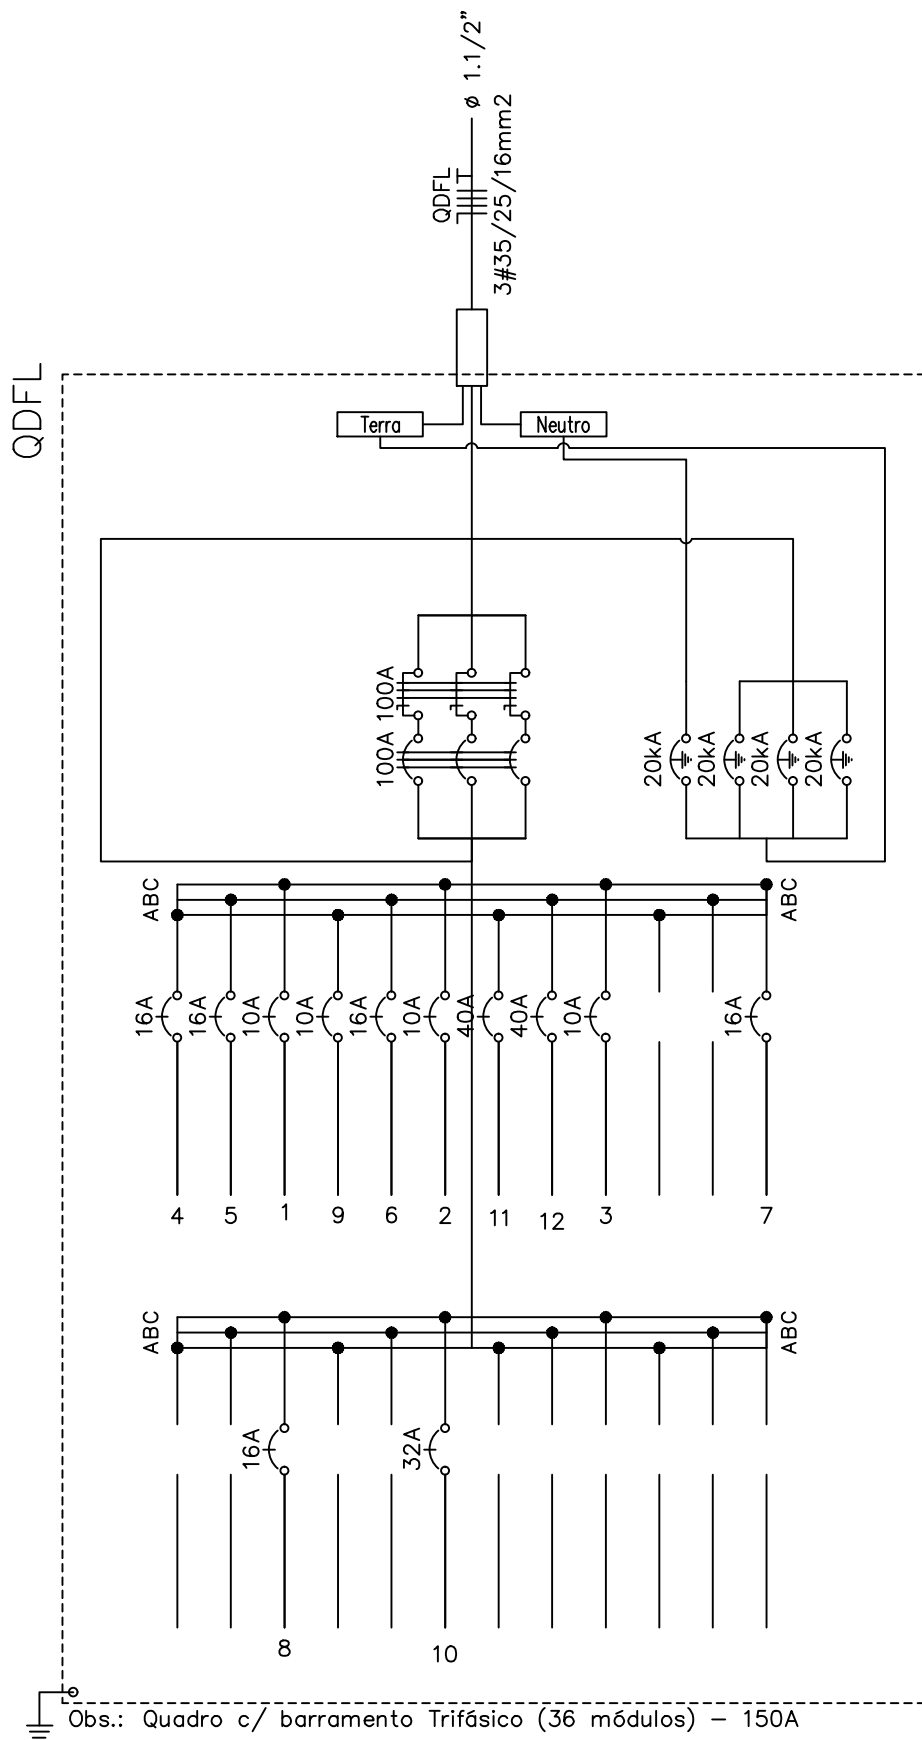 ø 1.1/2"
QDFL
3#35/25/16mm2
QDFL
Terra
Neutro
100A
100A
20kA
20kA
20kA
20kA
ABC
ABC
16A
16A
10A
10A
16A
10A
40A
40A
10A
16A
4
5
1
9
6
2
11
12
3
7
ABC
ABC
16A
32A
8
10
Obs.: Quadro c/ barramento Trifásico (36 módulos) – 150A